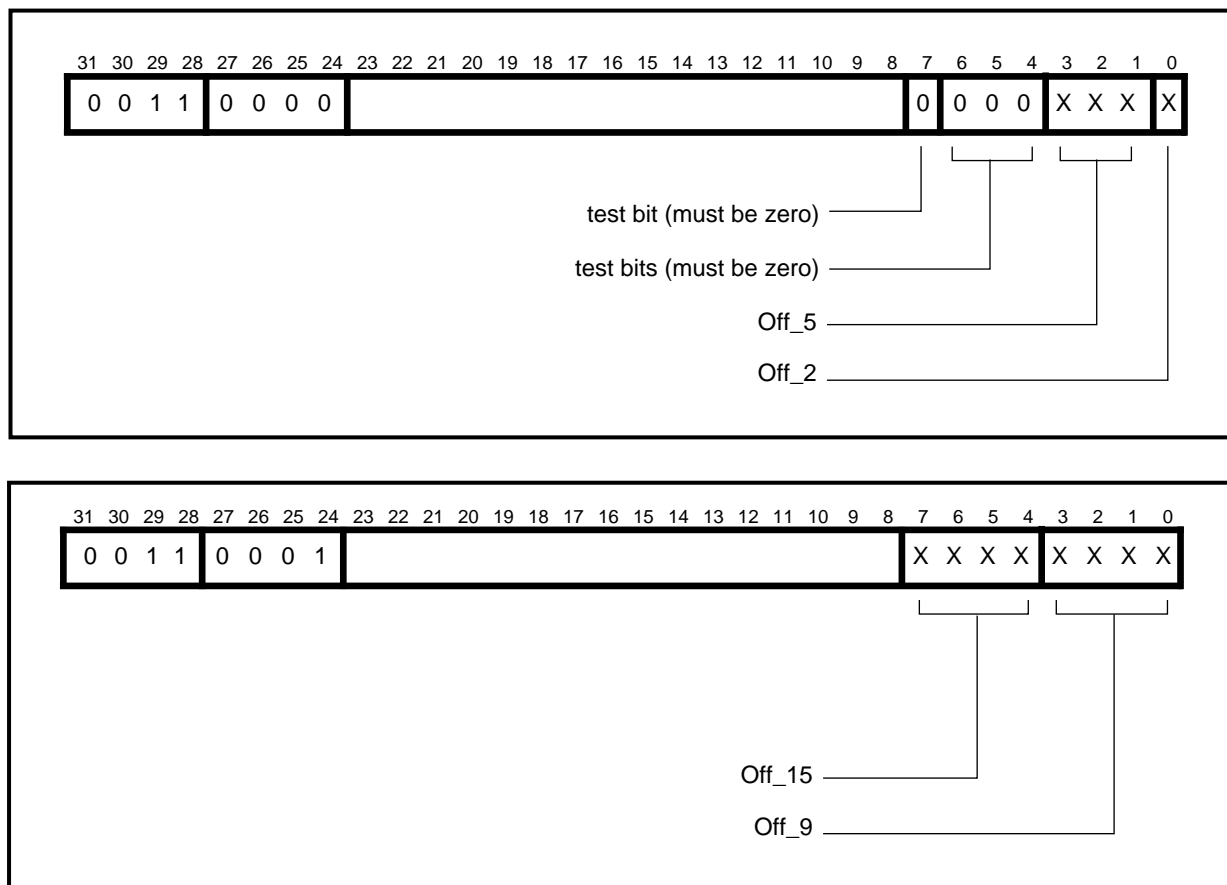 31 30 29 28 27 26 25 24 23 22 21 20 19 18 17 16 15 14 13 12 11 10 9 8 7 6 5 4 3 2 1 0
0 0 1 1 0 0 0 0 0 0 0 0 X X X X
test bit (must be zero)
test bits (must be zero)
Off_5
Off_2
31 30 29 28 27 26 25 24 23 22 21 20 19 18 17 16 15 14 13 12 11 10 9 8 7 6 5 4 3 2 1 0
0 0 1 1 0 0 0 1 X X X X X X X X
Off_15
Off_9